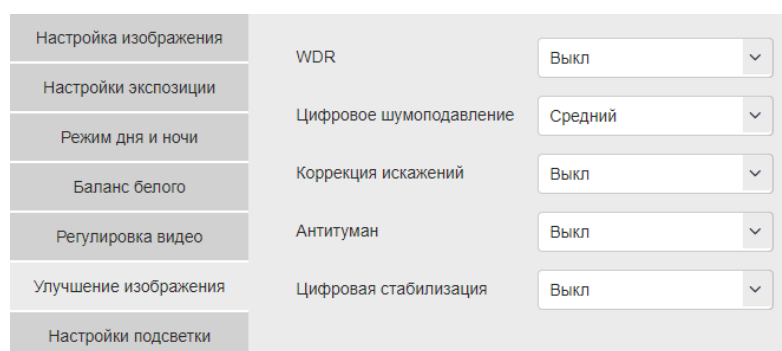 Настройка изображения
Настройки экспозиции
Режим дня и ночи
Баланс белого
Регулировка видео
Улучшение изображения
Настройки подсветки
WDR Выкл
Цифровое шумоподавление Средний
Коррекция искажений Выкл
Антитуман Выкл
Цифровая стабилизация Выкл